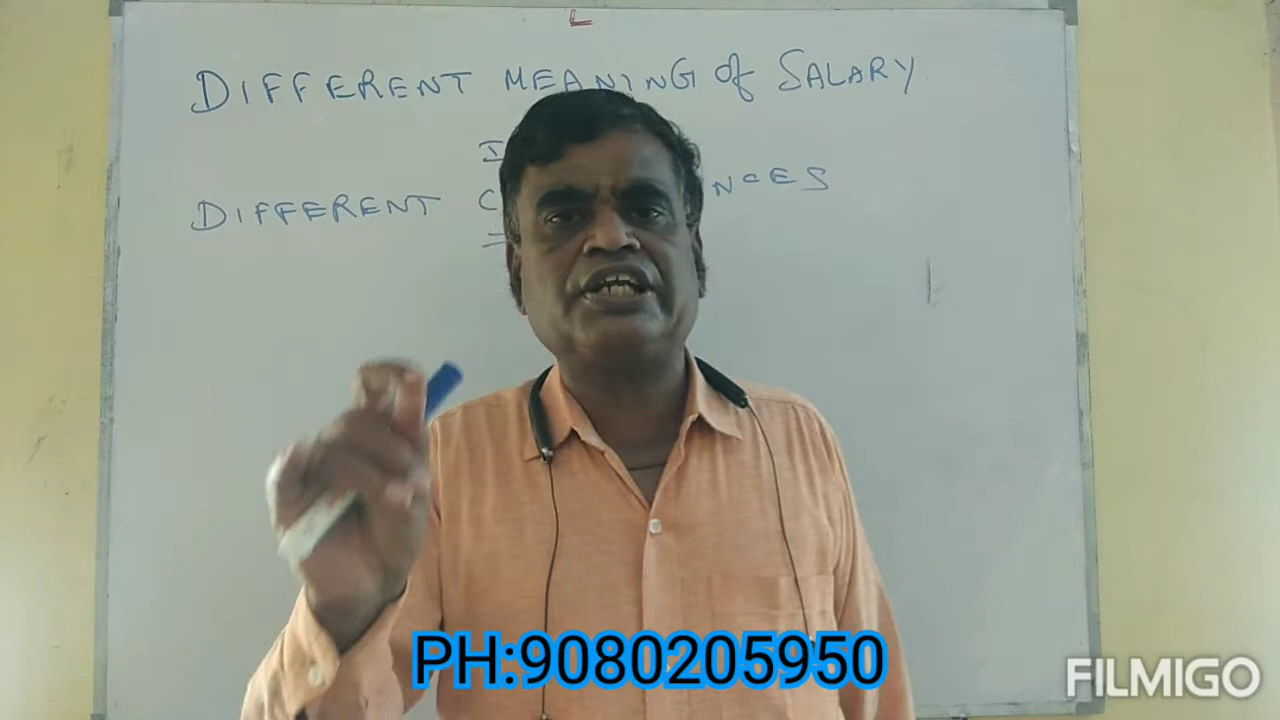 DIFFERENT MEANING of SALARY
DIFFERENT
PH:9080205950
FILMIGO